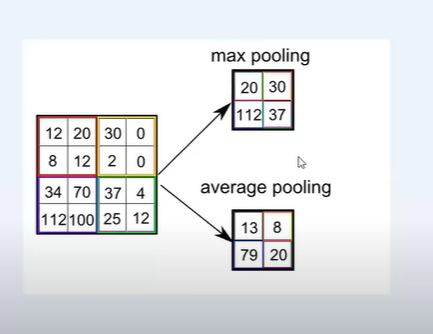 max pooling
20 30
112 37
12 20 30 0
8 12 2 0
34 70 37 4
112 100 25 12
average pooling
13 8
79 20